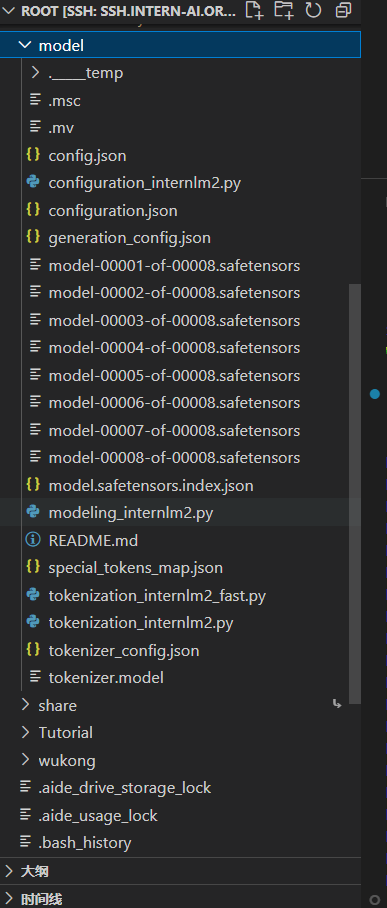 ROOT [SSH: SSH.INTERN-AI.OR...
model
.____temp
.msc
.mv
config.json
configuration_internlm2.py
configuration.json
generation_config.json
model-00001-of-00008.safetensors
model-00002-of-00008.safetensors
model-00003-of-00008.safetensors
model-00004-of-00008.safetensors
model-00005-of-00008.safetensors
model-00006-of-00008.safetensors
model-00007-of-00008.safetensors
model-00008-of-00008.safetensors
model.safetensors.index.json
modeling_internlm2.py
README.md
special_tokens_map.json
tokenization_internlm2_fast.py
tokenization_internlm2.py
tokenizer_config.json
tokenizer.model
share
Tutorial
wukong
.aide_drive_storage_lock
.aide_usage_lock
.bash_history
大纲
时间线